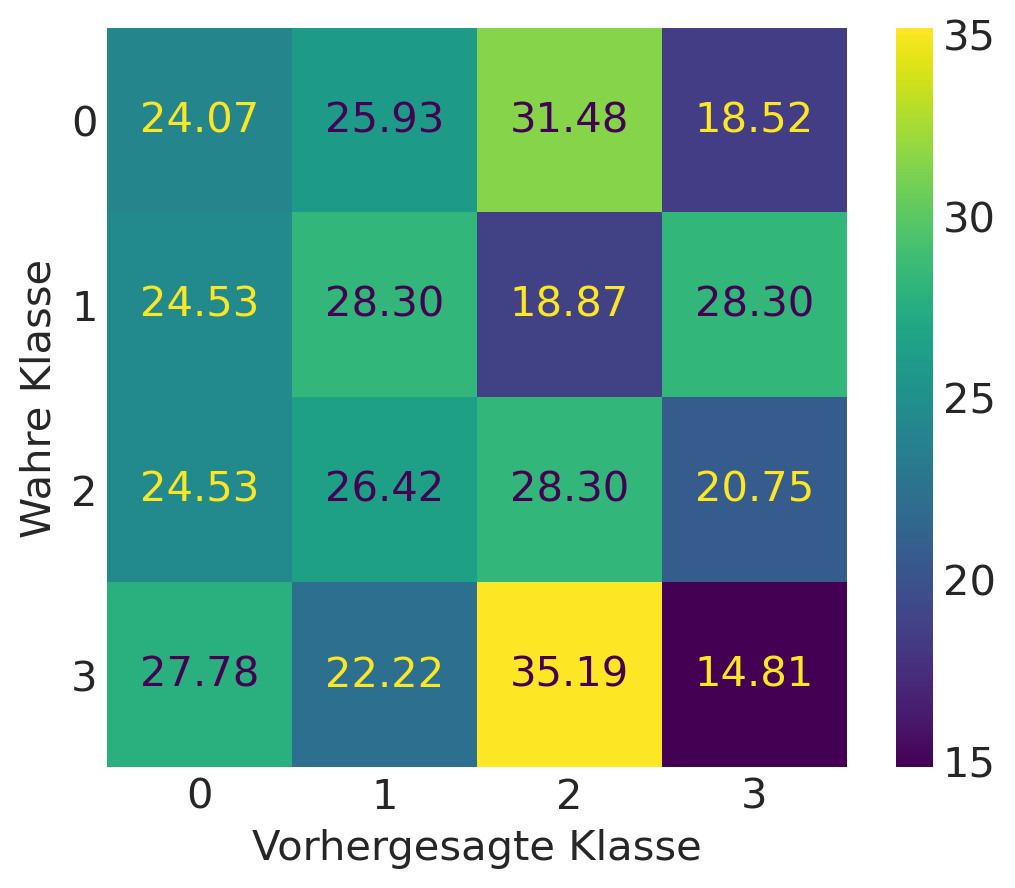 35
0 24.07 25.93 31.48 18.52
30
1 24.53 28.30 18.87 28.30
25
2 24.53 26.42 28.30 20.75
20
3 27.78 22.22 35.19 14.81
15
0 1 2 3
Vorhergesagte Klasse
Wahre Klasse